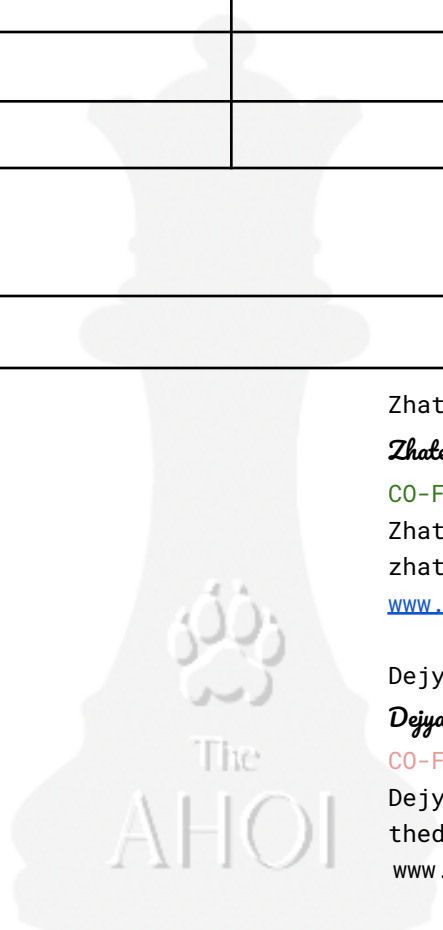 Zhat
Zhate
CO-F
Zhat
zhat
www.
Dejy
Dejya
CO-F
Dejy
thed
www.
The
AHOI